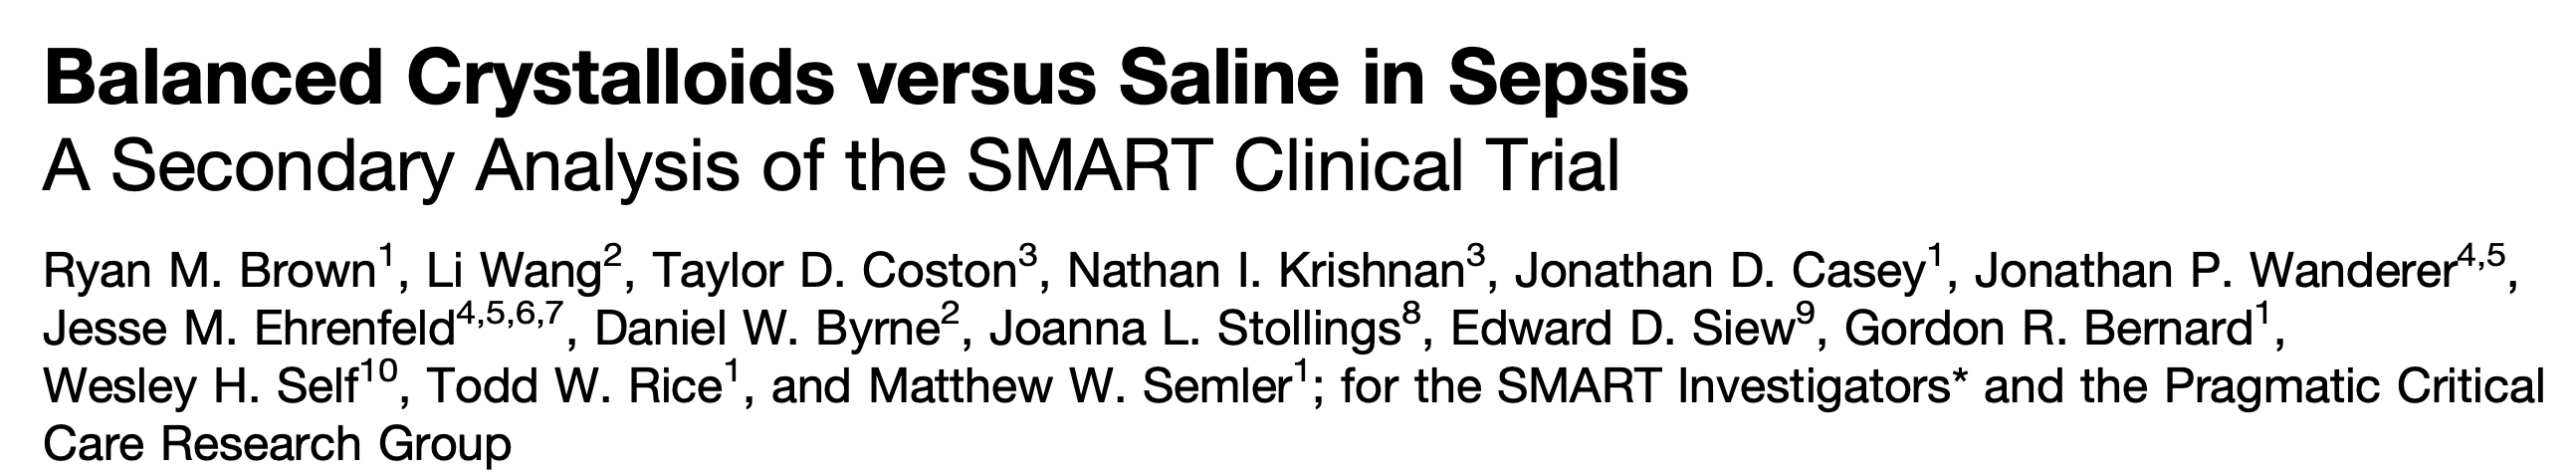 Balanced Crystalloids versus Saline in Sepsis
A Secondary Analysis of the SMART Clinical Trial
Ryan M. Brown¹, Li Wang², Taylor D. Coston³, Nathan I. Krishnan³, Jonathan D. Casey¹, Jonathan P. Wanderer⁴,⁵,
Jesse M. Ehrenfeld⁴,⁵,⁶,⁷, Daniel W. Byrne², Joanna L. Stollings⁸, Edward D. Siew⁹, Gordon R. Bernard¹,
Wesley H. Self¹⁰, Todd W. Rice¹, and Matthew W. Semler¹; for the SMART Investigators* and the Pragmatic Critical
Care Research Group